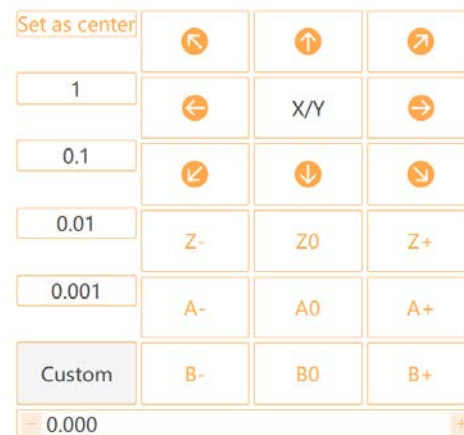 Set as center
1
X/Y
0.1
0.01
Z- Z0 Z+
0.001
A- A0 A+
Custom B- B0 B+
- 0.000 +